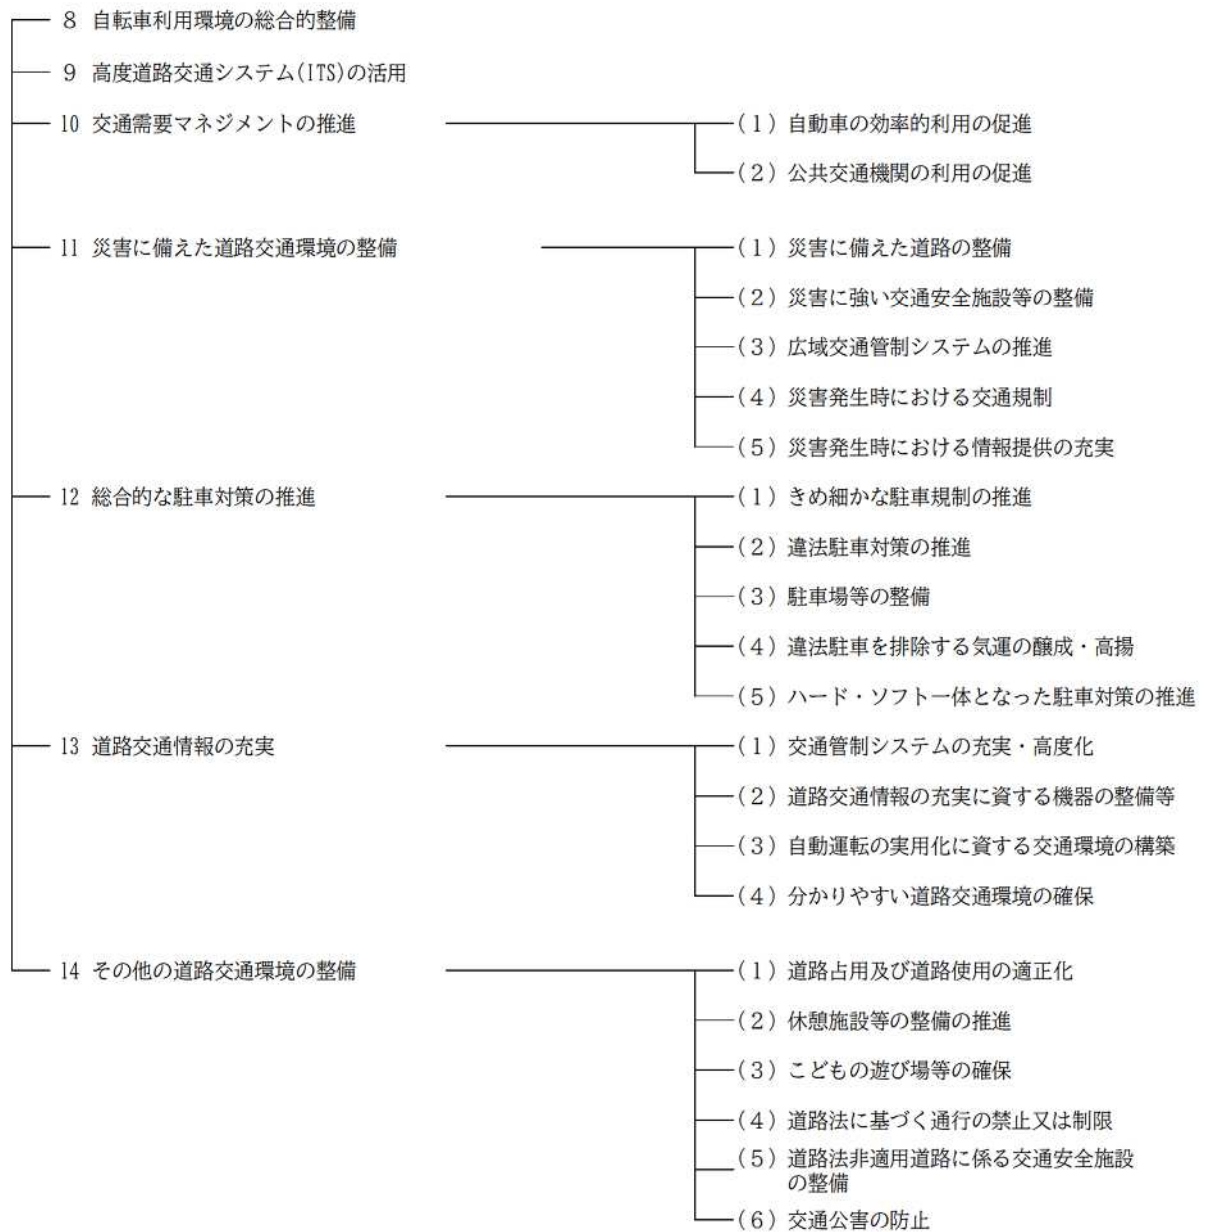 8 自転車利用環境の総合的整備
9 高度道路交通システム(ITS)の活用
10 交通需要マネジメントの推進
(1) 自動車の効率的利用の促進
(2) 公共交通機関の利用の促進
11 災害に備えた道路交通環境の整備
(1) 災害に備えた道路の整備
(2) 災害に強い交通安全施設等の整備
(3) 広域交通管制システムの推進
(4) 災害発生時における交通規制
(5) 災害発生時における情報提供の充実
12 総合的な駐車対策の推進
(1) きめ細かな駐車規制の推進
(2) 違法駐車対策の推進
(3) 駐車場等の整備
(4) 違法駐車を排除する気運の醸成・高揚
(5) ハード・ソフト一体となった駐車対策の推進
13 道路交通情報の充実
(1) 交通管制システムの充実・高度化
(2) 道路交通情報の充実に資する機器の整備等
(3) 自動運転の実用化に資する交通環境の構築
(4) 分かりやすい道路交通環境の確保
14 その他の道路交通環境の整備
(1) 道路占用及び道路使用の適正化
(2) 休憩施設等の整備の推進
(3) こどもの遊び場等の確保
(4) 道路法に基づく通行の禁止又は制限
(5) 道路法非適用道路に係る交通安全施設
の整備
(6) 交通公害の防止